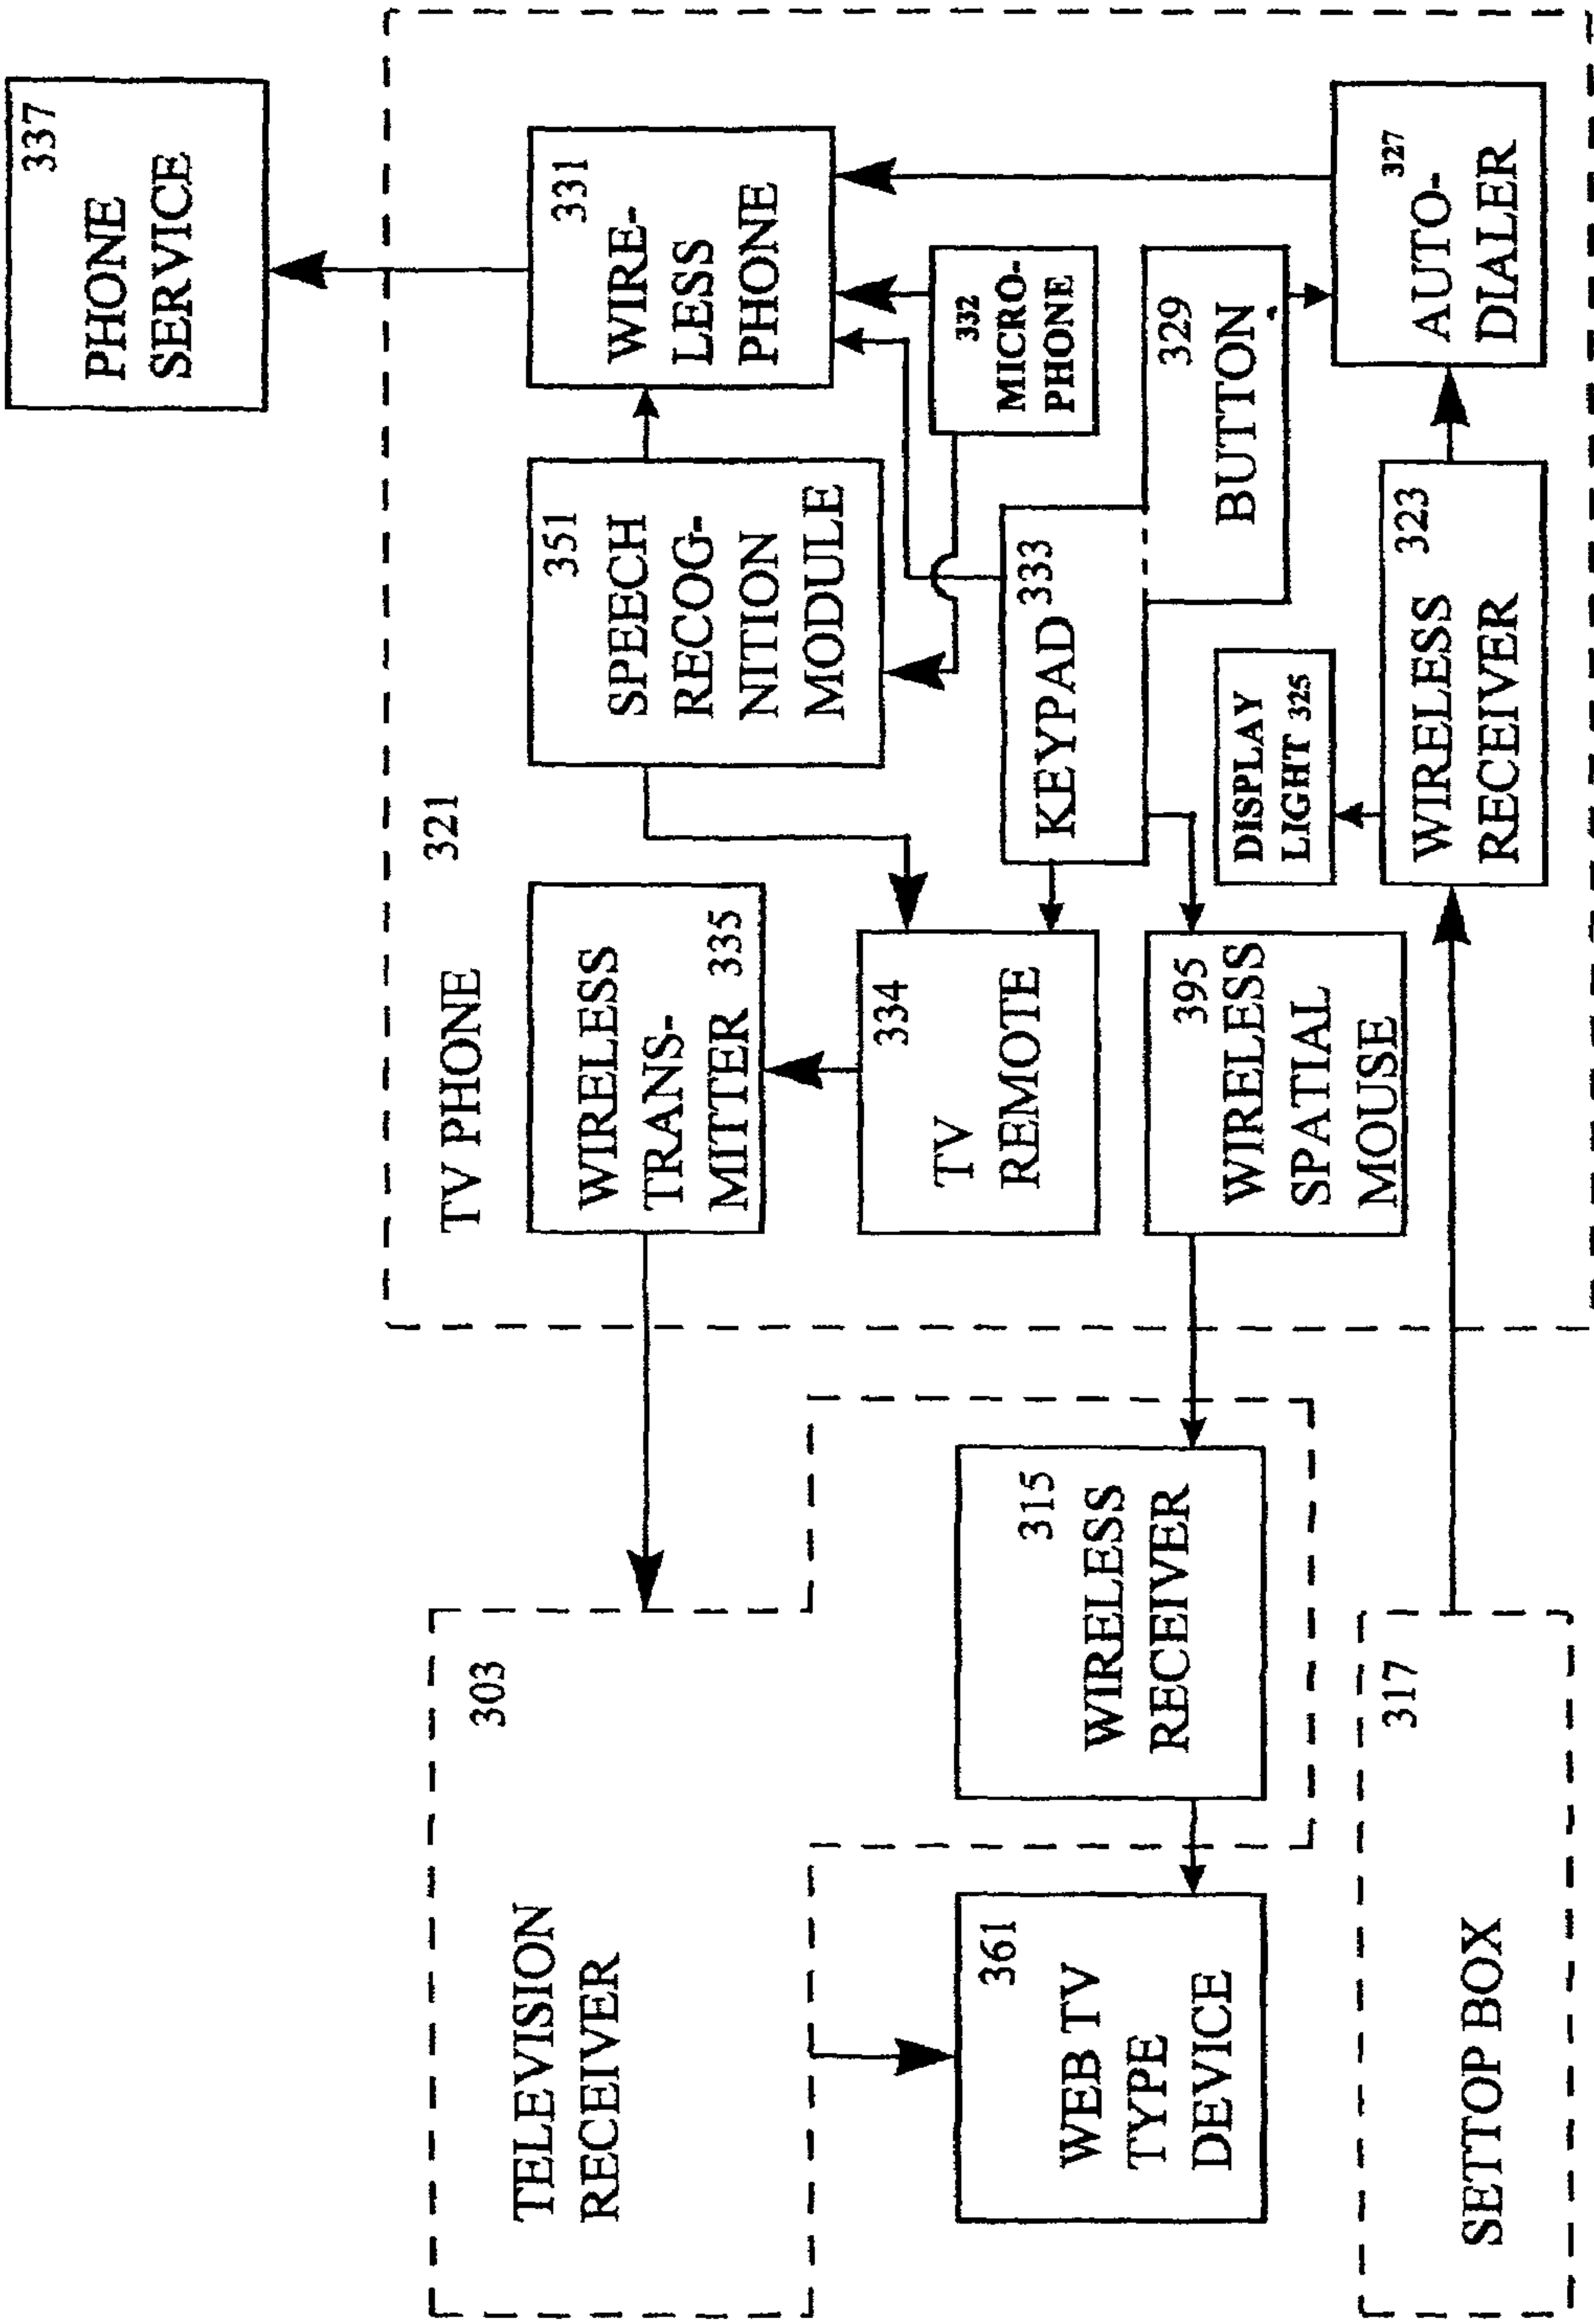 337
PHONE
SERVICE
TV PHONE 321
351
SPEECH
RECOG-
NITION
MODULE
331
WIRE-
LESS
PHONE
WIRELESS
TRANS-
MITTER 335
334
TV
REMOTE
KEYPAD 333
332
MICRO-
PHONE
329
BUTTON
395
WIRELESS
SPATIAL
MOUSE
DISPLAY
LIGHT 325
323
WIRELESS
RECEIVER
327
AUTO-
DIALER
303
TELEVISION
RECEIVER
315
WIRELESS
RECEIVER
361
WEB TV
TYPE
DEVICE
317
SETTOP BOX